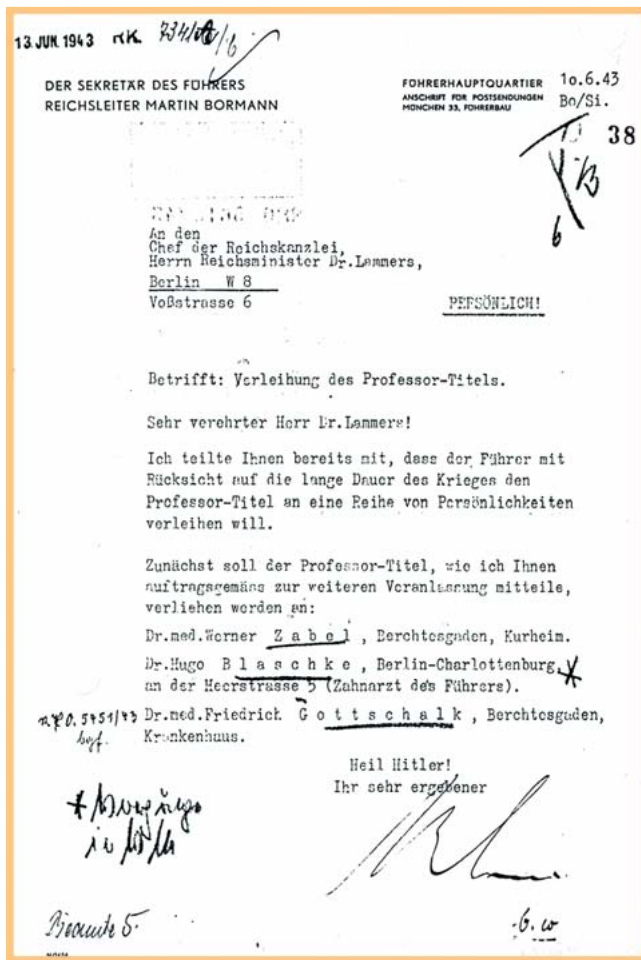 13. JUN. 1943 RK. 734
DER SEKRETÄR DES FÜHRERS
REICHSLEITER MARTIN BORMANN
FÜHRERHAUPTQUARTIER 10.6.43
ANSCHRIFT FÜR POSTSENDUNGEN Bo/Si.
MÜNCHEN 33, FÜHRERBAU
38
6
An den
Chef der Reichskanzlei,
Herrn Reichsminister Dr.Lammers,
Berlin W 8
Voßstrasse 6 PERSÖNLICH!
Betrifft: Verleihung des Professor-Titels.
Sehr verehrter Herr Dr.Lammers!
Ich teilte Ihnen bereits mit, dass der Führer mit
Rücksicht auf die lange Dauer des Krieges den
Professor-Titel an eine Reihe von Persönlichkeiten
verleihen will.
Zunächst soll der Professor-Titel, wie ich Ihnen
auftragsgemäss zur weiteren Veranlassung mitteile,
verliehen werden an:
Dr.med.Werner Z a b e l , Berchtesgaden, Kurheim.
Dr.Hugo B l a s c h k e , Berlin-Charlottenburg,
an der Heerstrasse 5 (Zahnarzt des Führers).
Dr.med.Friedrich G o t t s c h a l k , Berchtesgaden,
Krankenhaus.
Heil Hitler!
Ihr sehr ergebener